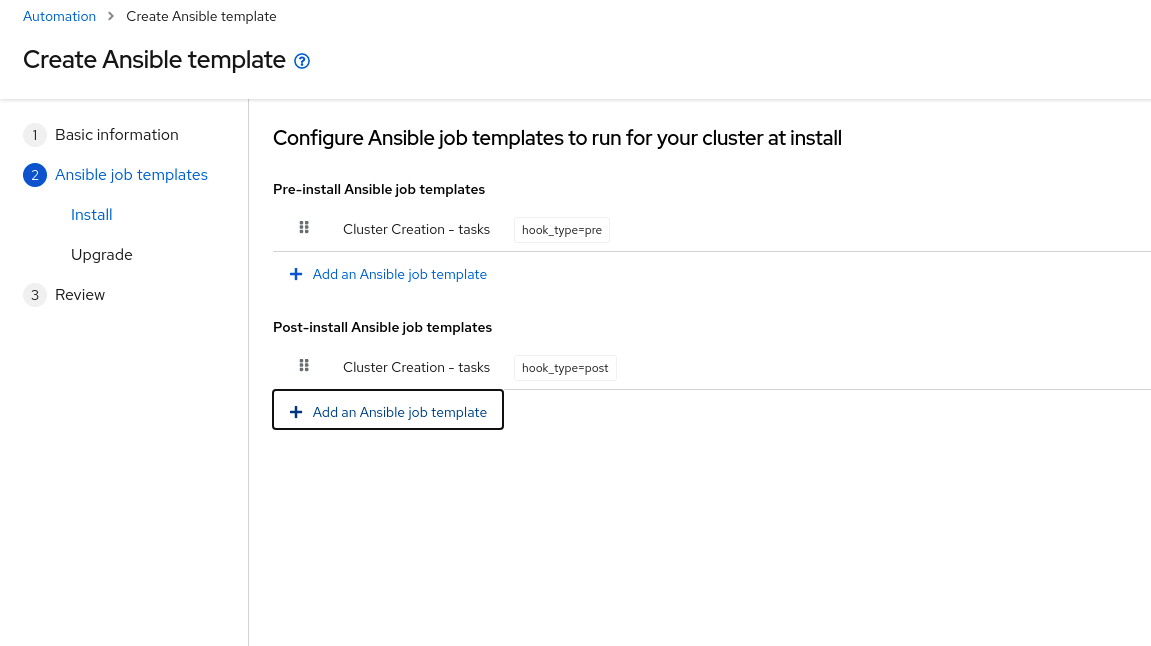 Automation > Create Ansible template
Create Ansible template
1 Basic information
2 Ansible job templates
Install
Upgrade
3 Review
Configure Ansible job templates to run for your cluster at install
Pre-install Ansible job templates
Cluster Creation - tasks hook_type=pre
+ Add an Ansible job template
Post-install Ansible job templates
Cluster Creation - tasks hook_type=post
+ Add an Ansible job template